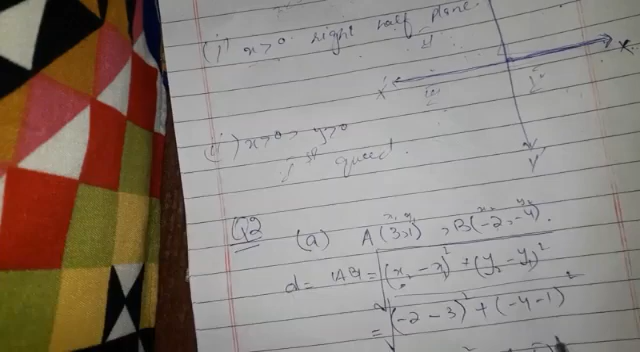 (i) x>0 right half plane.
X' X
Y'
(ii) x>0, y>0
1st quad.
Q2
(a) A(3,1), B(-2,-4).
d = |AB| = √(x₂-x₁)² + (y₂-y₁)²
= √(-2-3)² + (-4-1)²